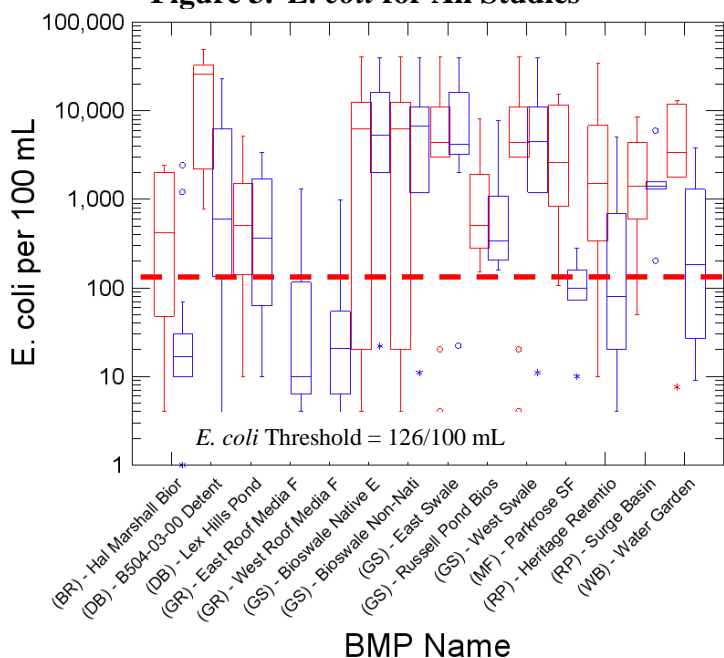 Figure 5. E. coli for All Studies
100,000
10,000
1,000
100
10
1
E. coli per 100 mL
E. coli Threshold = 126/100 mL
(BR) - Hal Marshall Bior
(DB) - B504-03-00 Detent
(DB) - Lex Hills Pond
(GR) - East Roof Media F
(GR) - West Roof Media F
(GS) - Bioswale Native E
(GS) - Bioswale Non-Nati
(GS) - East Swale
(GS) - Russell Pond Bios
(GS) - West Swale
(MF) - Parkrose SF
(RP) - Heritage Retentio
(RP) - Surge Basin
(WB) - Water Garden
BMP Name